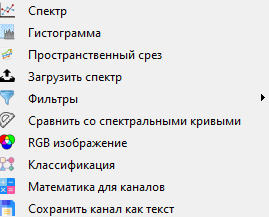 Спектр
Гистограмма
Пространственный срез
Загрузить спектр
Фильтры
Сравнить со спектральными кривыми
RGB изображение
Классификация
Математика для каналов
Сохранить канал как текст